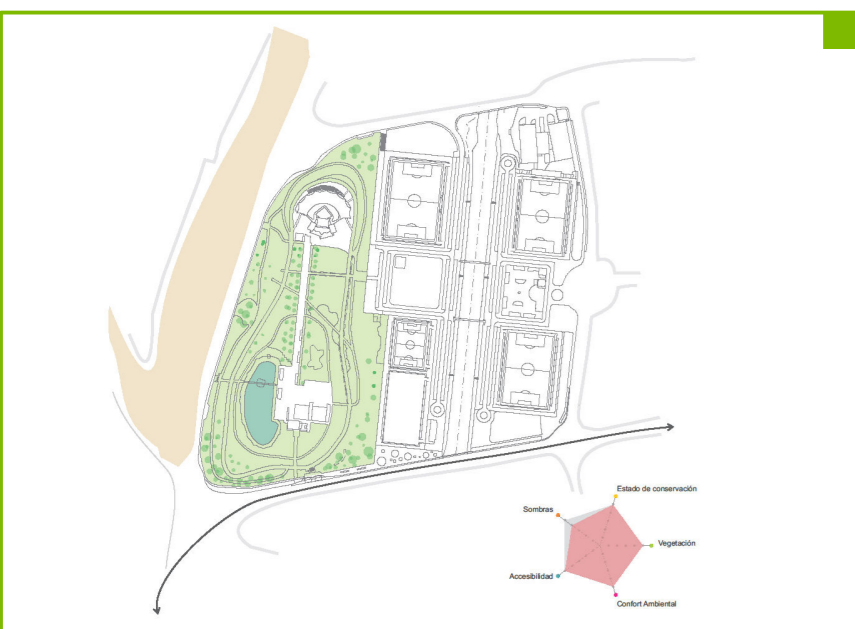 Estado de conservación
Sombras
Vegetación
Accesibilidad
Confort Ambiental